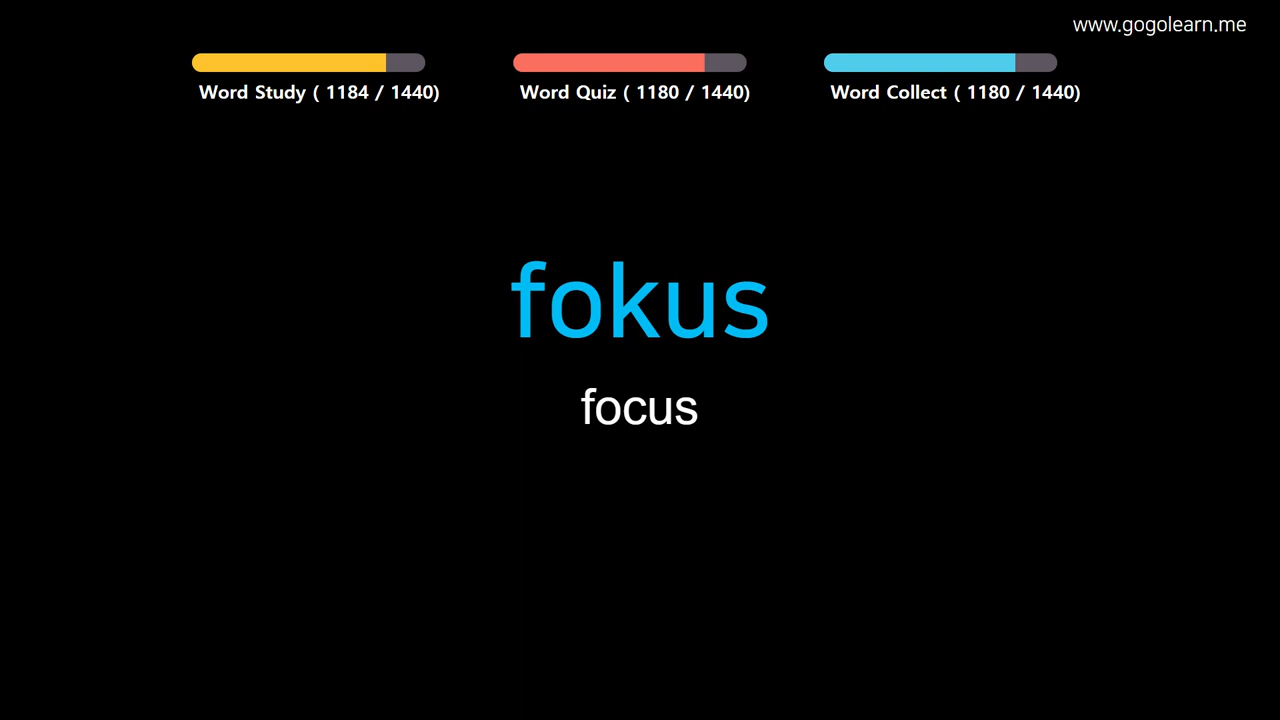 www.gogolearn.me
Word Study ( 1184 / 1440)
Word Quiz ( 1180 / 1440)
Word Collect ( 1180 / 1440)
fokus
focus